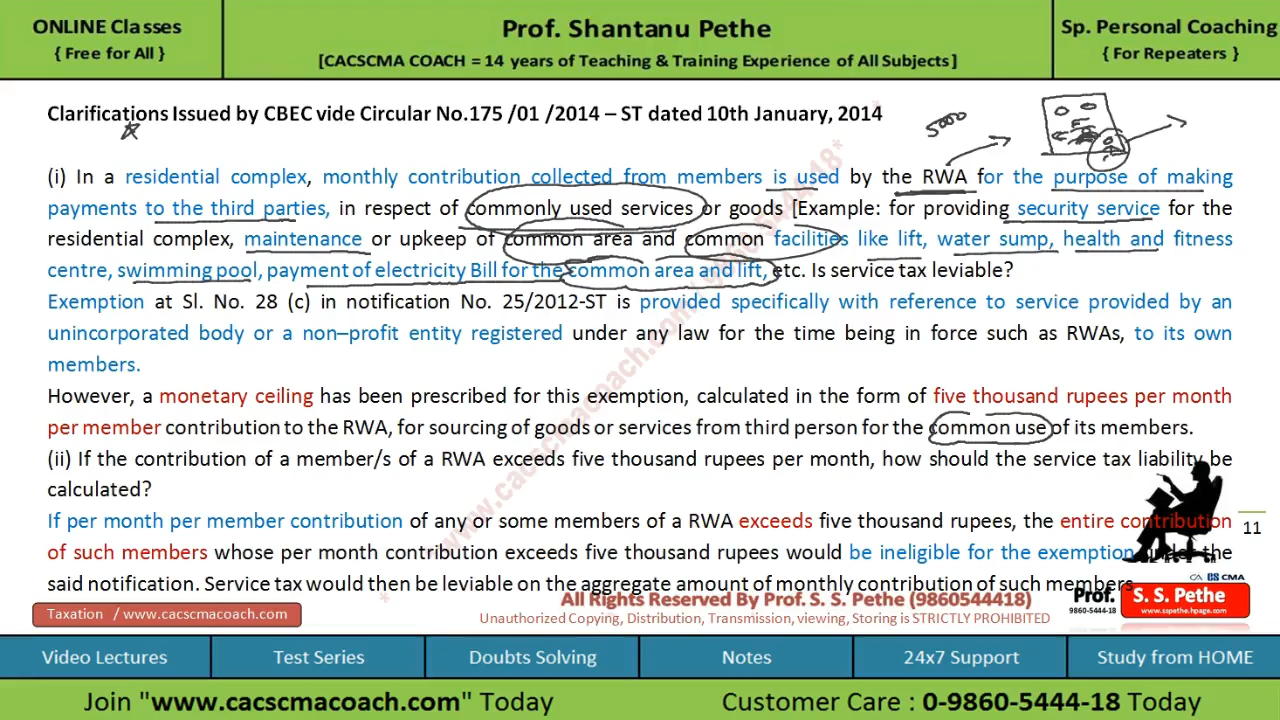 ONLINE Classes
{ Free for All }
Prof. Shantanu Pethe
[CACSCMA COACH = 14 years of Teaching & Training Experience of All Subjects]
Sp. Personal Coaching
{ For Repeaters }
Clarifications Issued by CBEC vide Circular No.175 /01 /2014 – ST dated 10th January, 2014
5000
(i) In a residential complex, monthly contribution collected from members is used by the RWA for the purpose of making
payments to the third parties, in respect of commonly used services or goods [Example: for providing security service for the
residential complex, maintenance or upkeep of common area and common facilities like lift, water sump, health and fitness
centre, swimming pool, payment of electricity Bill for the common area and lift, etc. Is service tax leviable?
Exemption at Sl. No. 28 (c) in notification No. 25/2012-ST is provided specifically with reference to service provided by an
unincorporated body or a non–profit entity registered under any law for the time being in force such as RWAs, to its own
members.
However, a monetary ceiling has been prescribed for this exemption, calculated in the form of five thousand rupees per month
per member contribution to the RWA, for sourcing of goods or services from third person for the common use of its members.
(ii) If the contribution of a member/s of a RWA exceeds five thousand rupees per month, how should the service tax liability be
calculated?
If per month per member contribution of any or some members of a RWA exceeds five thousand rupees, the entire contribution
of such members whose per month contribution exceeds five thousand rupees would be ineligible for the exemption under the
said notification. Service tax would then be leviable on the aggregate amount of monthly contribution of such members
*www.cacscmacoach.com/ 9860544418*
11
CA CS CMA
Taxation / www.cacscmacoach.com
All Rights Reserved By Prof. S. S. Pethe (9860544418)
Unauthorized Copying, Distribution, Transmission, viewing, Storing is STRICTLY PROHIBITED
Prof.
9860-5444-18
S. S. Pethe
www.sspethe.hpage.com
Video Lectures
Test Series
Doubts Solving
Notes
24x7 Support
Study from HOME
Join "www.cacscmacoach.com" Today
Customer Care : 0-9860-5444-18 Today